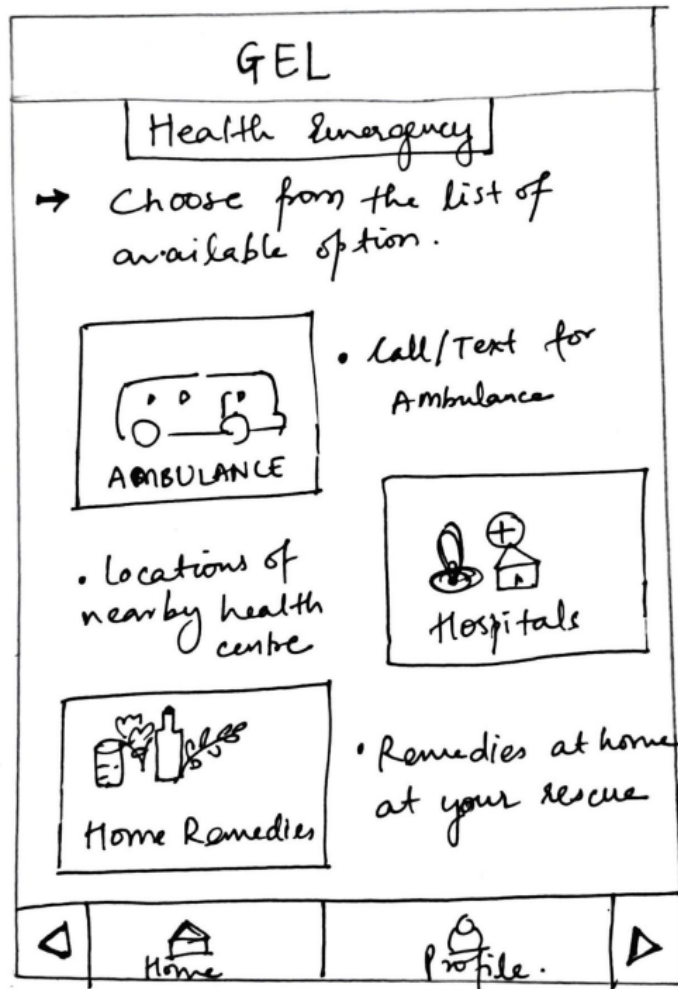 GEL
Health Emergency
→ Choose from the list of
available option.
• Call/Text for
Ambulance
AMBULANCE
• Locations of
nearby health
centre
Hospitals
• Remedies at home
at your rescue
Home Remedies
Home
Profile.